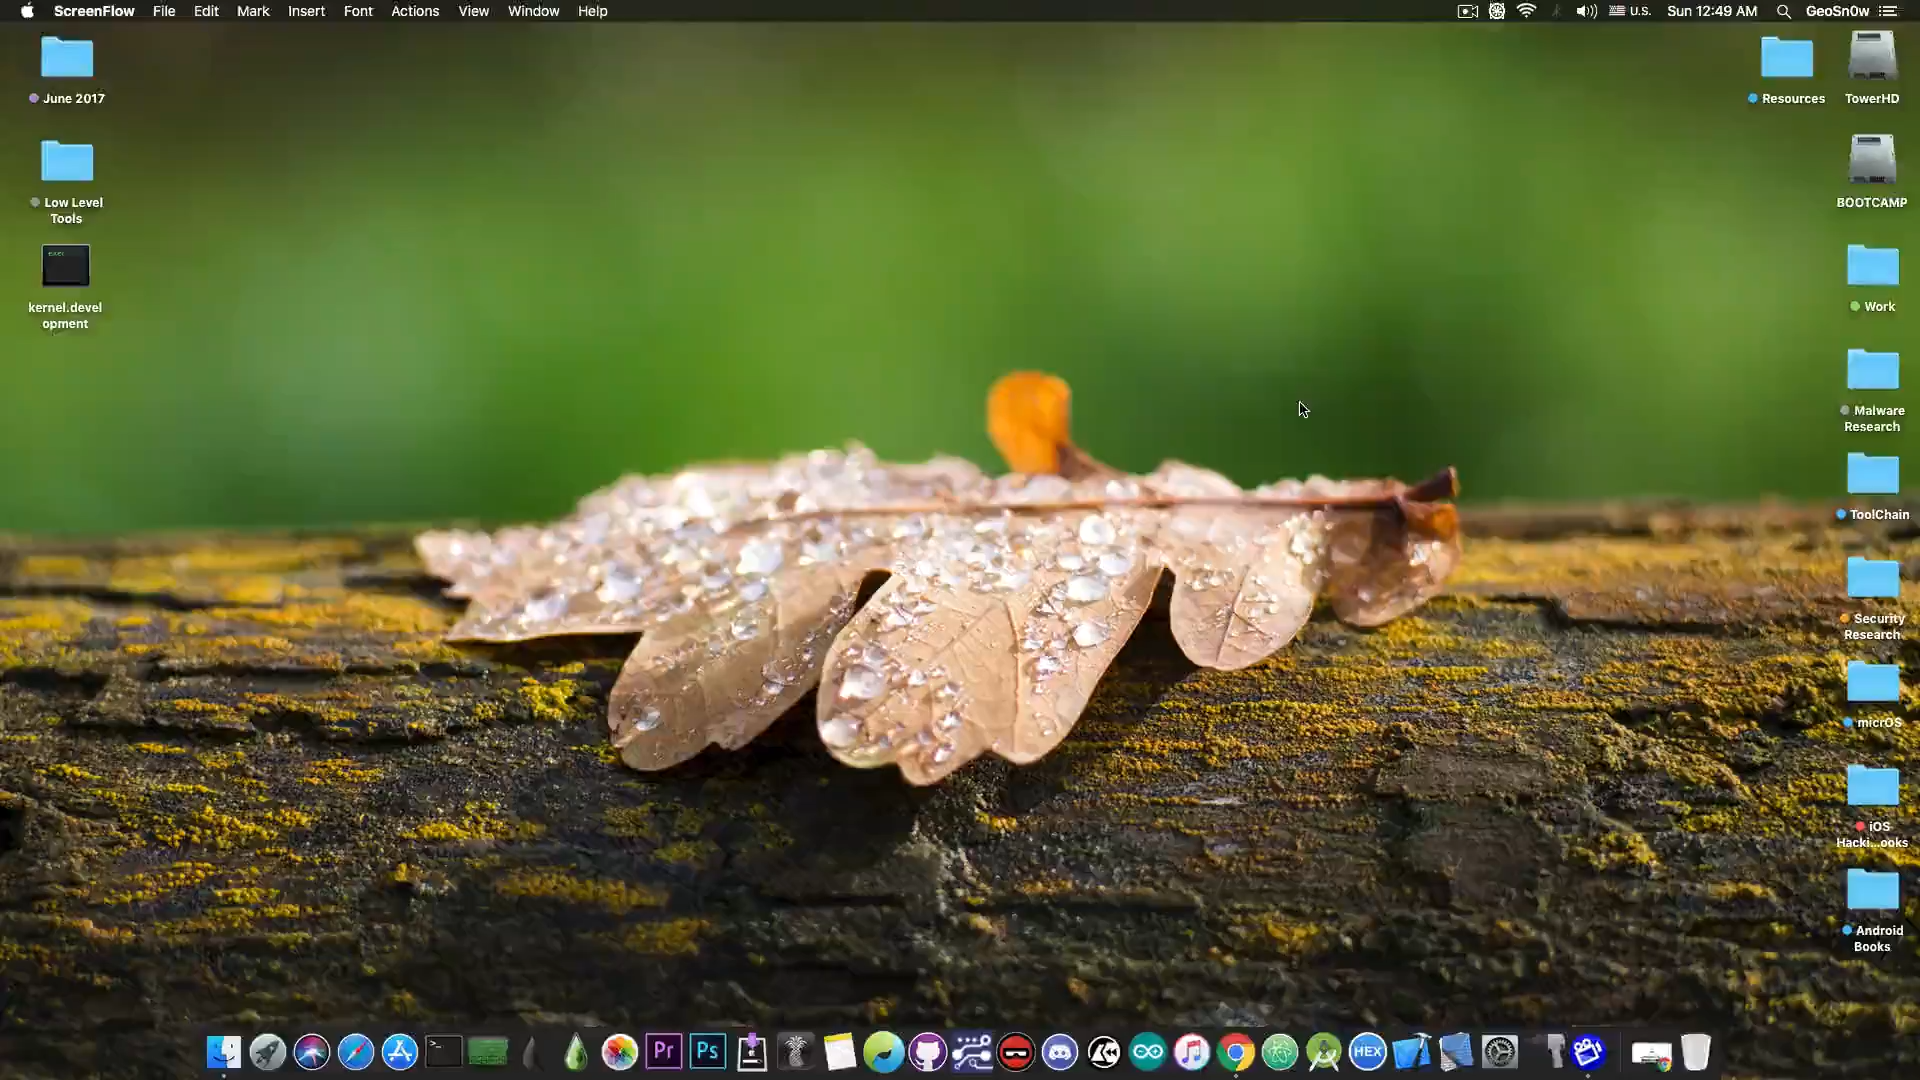 ScreenFlow File Edit Mark Insert Font Actions View Window Help U.S. Sun 12:49 AM GeoSn0w
June 2017
Low Level
Tools
exec
kernel.devel
opment
Resources
TowerHD
BOOTCAMP
Work
Malware
Research
ToolChain
Security
Research
micrOS
iOS
Hacki...ooks
Android
Books
Pr
Ps
HEX